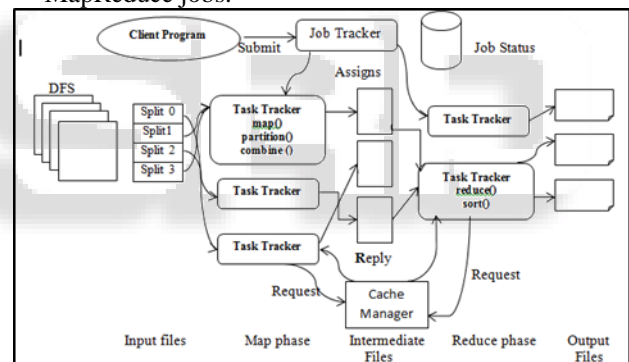 MapReduce jobs.
Client Program
Submit
Job Tracker
Job Status
Assigns
DFS
Split 0
Split1
Split 2
Split 3
Task Tracker
map()
partition()
combine ()
Task Tracker
Task Tracker
Task Tracker
Task Tracker
reduce()
sort()
Reply
Request
Request
Cache
Manager
Input files
Map phase
Intermediate
Files
Reduce phase
Output
Files